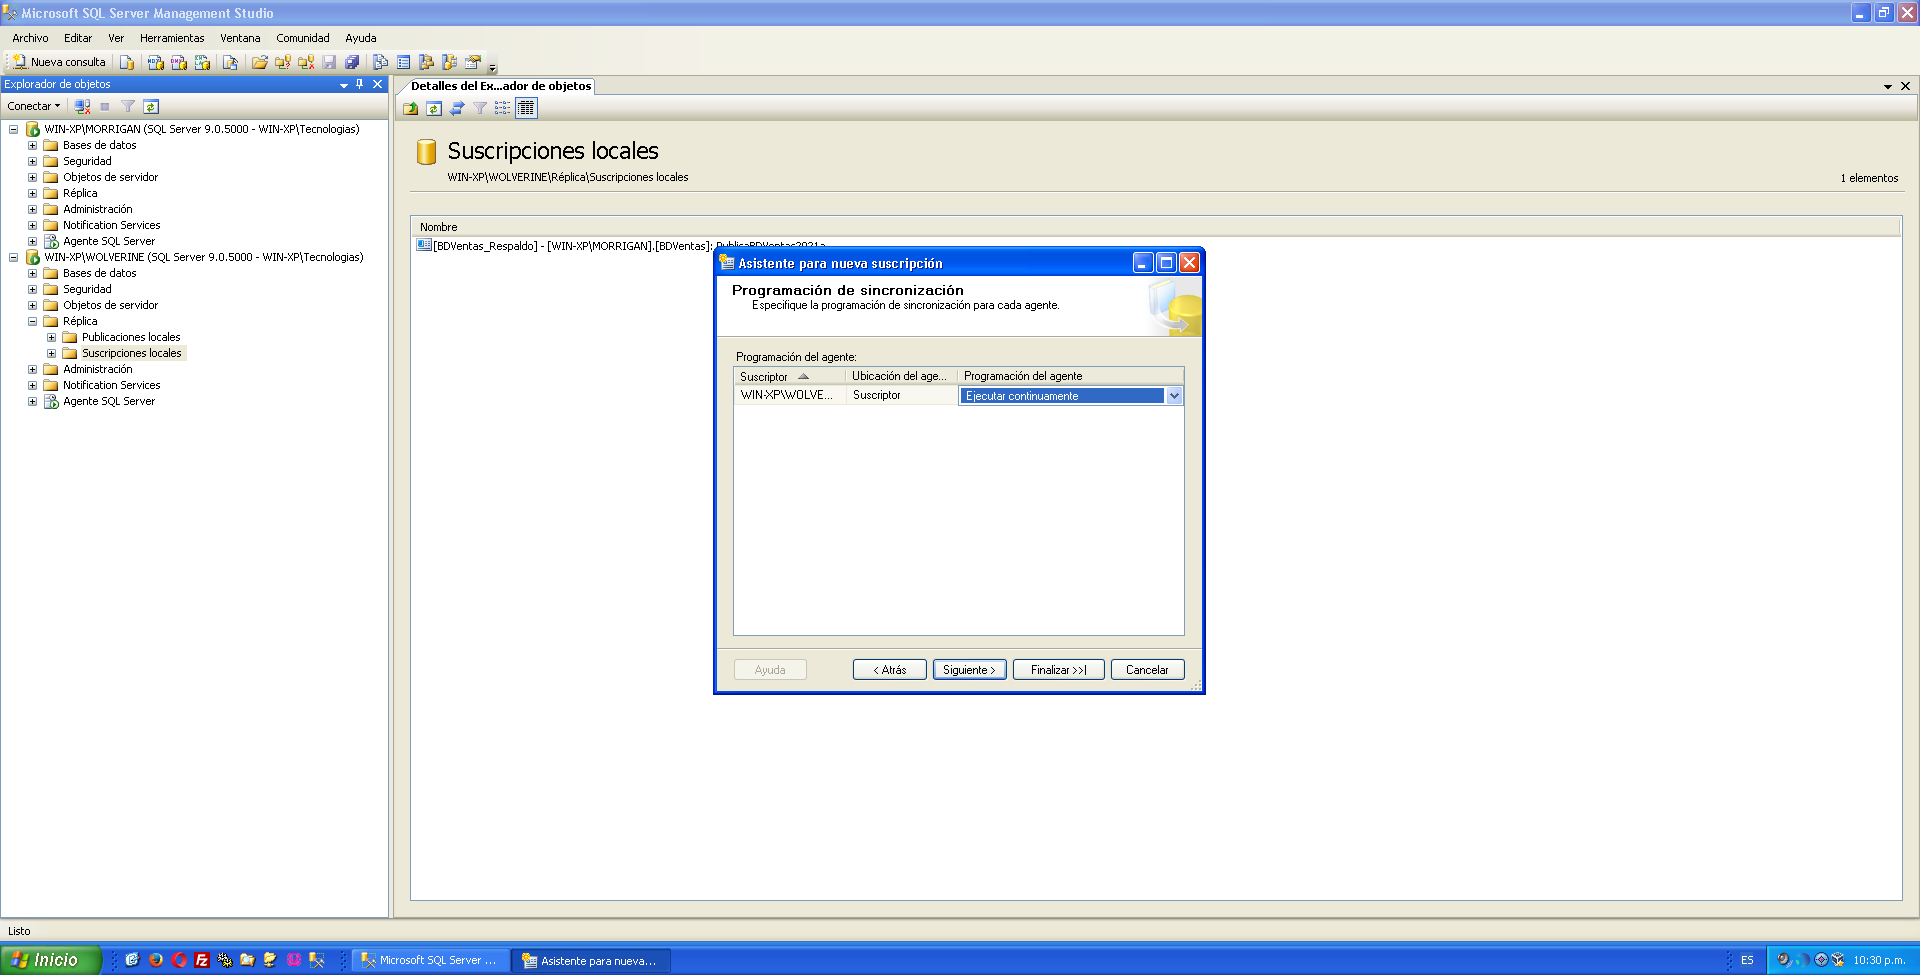 Microsoft SQL Server Management Studio
Archivo Editar Ver Herramientas Ventana Comunidad Ayuda
Nueva consulta
Explorador de objetos
Conectar
WIN-XP\MORRIGAN (SQL Server 9.0.5000 - WIN-XP\Tecnologias)
Bases de datos
Seguridad
Objetos de servidor
Réplica
Administración
Notification Services
Agente SQL Server
WIN-XP\WOLVERINE (SQL Server 9.0.5000 - WIN-XP\Tecnologias)
Bases de datos
Seguridad
Objetos de servidor
Réplica
Publicaciones locales
Suscripciones locales
Administración
Notification Services
Agente SQL Server
Detalles del Ex...ador de objetos
Suscripciones locales
WIN-XP\WOLVERINE\Réplica\Suscripciones locales
1 elementos
Nombre
[BDVentas_Respaldo] - [WIN-XP\MORRIGAN].[BDVentas]: PublicaBDVentas2021a
Asistente para nueva suscripción
Programación de sincronización
Especifique la programación de sincronización para cada agente.
Programación del agente:
Suscriptor Ubicación del age... Programación del agente
WIN-XP\WOLVE... Suscriptor Ejecutar continuamente
Ayuda < Atrás Siguiente > Finalizar >>| Cancelar
Listo
Inicio Microsoft SQL Server ... Asistente para nueva... ES 10:30 p.m.